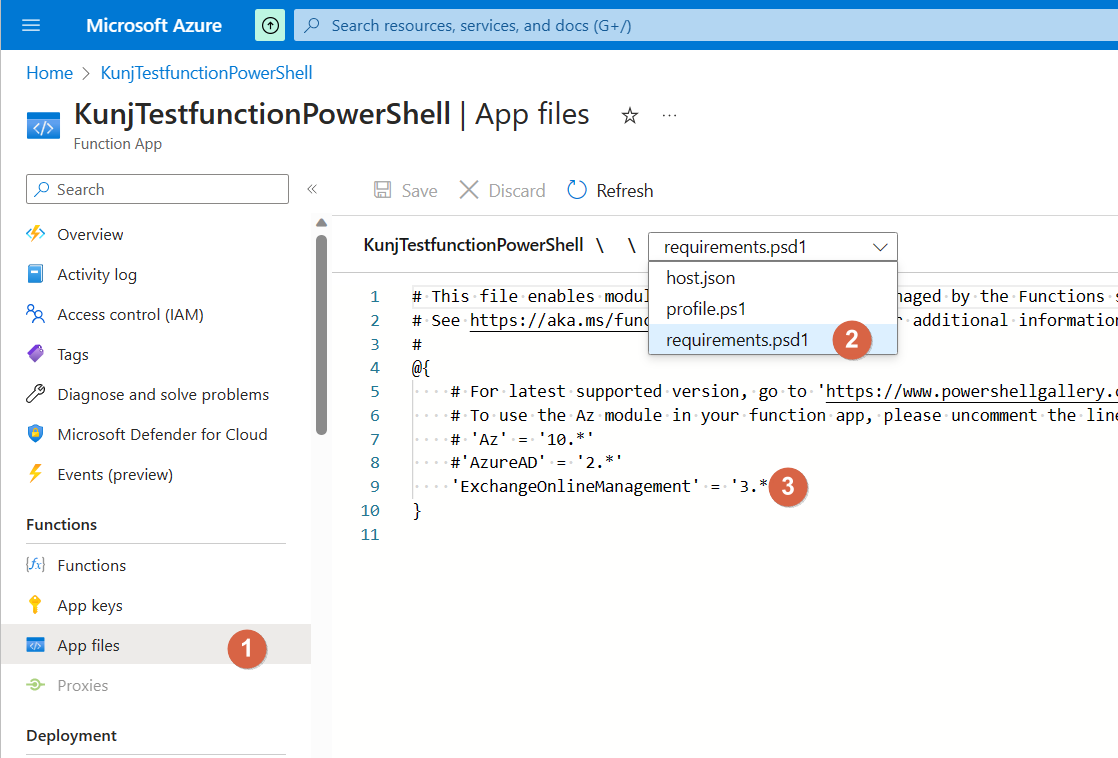 Microsoft Azure
Search resources, services, and docs (G+/)
Home > KunjTestfunctionPowerShell
KunjTestfunctionPowerShell | App files
Function App
Search
Save
Discard
Refresh
Overview
Activity log
Access control (IAM)
Tags
Diagnose and solve problems
Microsoft Defender for Cloud
Events (preview)
Functions
Functions
App keys
App files
1
Proxies
Deployment
KunjTestfunctionPowerShell \ \
requirements.psd1
host.json
profile.ps1
requirements.psd1
2
1 # This file enables modu naged by the Functions s
2 # See https://aka.ms/func r additional information
3 #
4 @{
5 # For latest supported version, go to 'https://www.powershellgallery.c
6 # To use the Az module in your function app, please uncomment the line
7 # 'Az' = '10.*'
8 #'AzureAD' = '2.*'
9 'ExchangeOnlineManagement' = '3.*
3
10 }
11